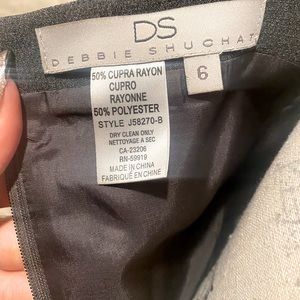 DS
DEBBIE SHUCHAT
6
50% CUPRA RAYON
CUPRO
RAYONNE
50% POLYESTER
STYLE J58270-B
DRY CLEAN ONLY
NETTOYAGE A SEC
CA-23206
RN-59919
MADE IN CHINA
FABRIQUÉ EN CHINE